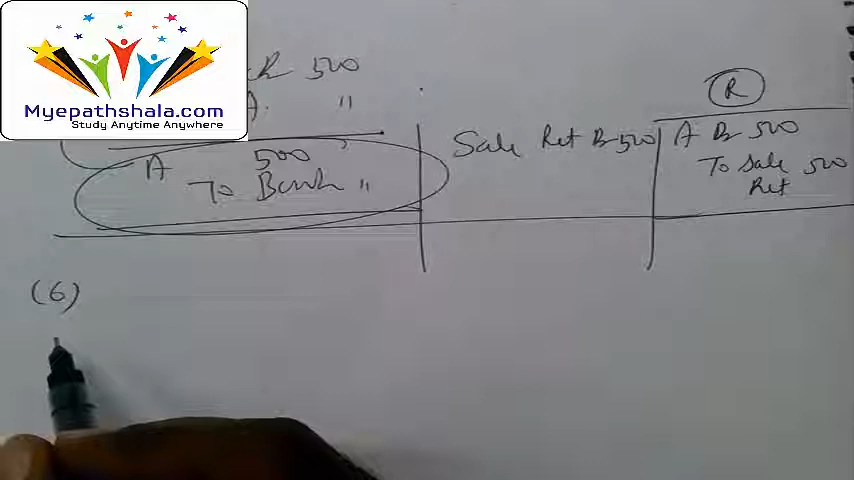 Myepathshala.com
Study Anytime Anywhere
500
"
A 500
To Bank "
Sale Ret Dr 500
R
A Dr 500
To Sale 500
Ret
(6)